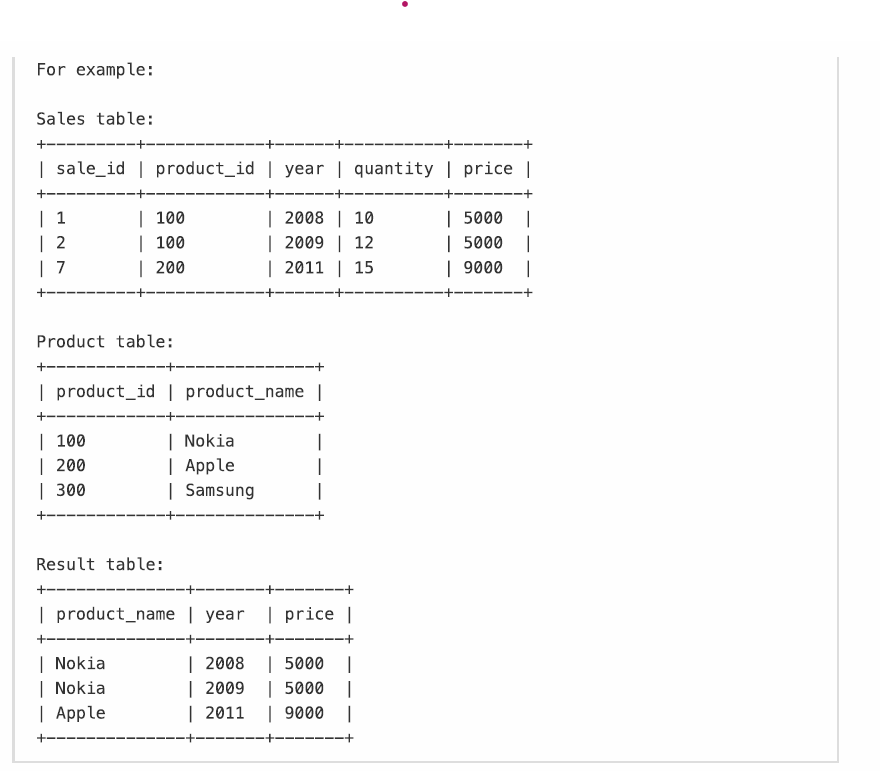 For example:
Sales table:
+---------+------------+------+----------+-------+
| sale_id | product_id | year | quantity | price |
+---------+------------+------+----------+-------+
| 1       | 100        | 2008 | 10       | 5000  |
| 2       | 100        | 2009 | 12       | 5000  |
| 7       | 200        | 2011 | 15       | 9000  |
+---------+------------+------+----------+-------+
Product table:
+------------+--------------+
| product_id | product_name |
+------------+--------------+
| 100        | Nokia        |
| 200        | Apple        |
| 300        | Samsung      |
+------------+--------------+
Result table:
+--------------+-------+-------+
| product_name | year  | price |
+--------------+-------+-------+
| Nokia        | 2008  | 5000  |
| Nokia        | 2009  | 5000  |
| Apple        | 2011  | 9000  |
+--------------+-------+-------+